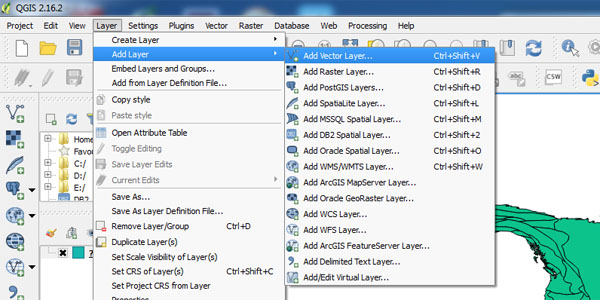 QGIS 2.16.2
Project Edit View Layer Settings Plugins Vector Raster Database Web Processing Help
Create Layer
Add Layer
Embed Layers and Groups...
Add from Layer Definition File...
Copy style
Paste style
Open Attribute Table
Toggle Editing
Save Layer Edits
Current Edits
Save As...
Save As Layer Definition File...
Remove Layer/Group Ctrl+D
Duplicate Layer(s)
Set Scale Visibility of Layer(s)
Set CRS of Layer(s) Ctrl+Shift+C
Set Project CRS from Layer
Add Vector Layer... Ctrl+Shift+V
Add Raster Layer... Ctrl+Shift+R
Add PostGIS Layers... Ctrl+Shift+D
Add SpatiaLite Layer... Ctrl+Shift+L
Add MSSQL Spatial Layer... Ctrl+Shift+M
Add DB2 Spatial Layer... Ctrl+Shift+2
Add Oracle Spatial Layer... Ctrl+Shift+O
Add WMS/WMTS Layer... Ctrl+Shift+W
Add ArcGIS MapServer Layer...
Add Oracle GeoRaster Layer...
Add WCS Layer...
Add WFS Layer...
Add ArcGIS FeatureServer Layer...
Add Delimited Text Layer...
Add/Edit Virtual Layer...
CSW
Home
Favou
C:/
D:/
E:/
DB2